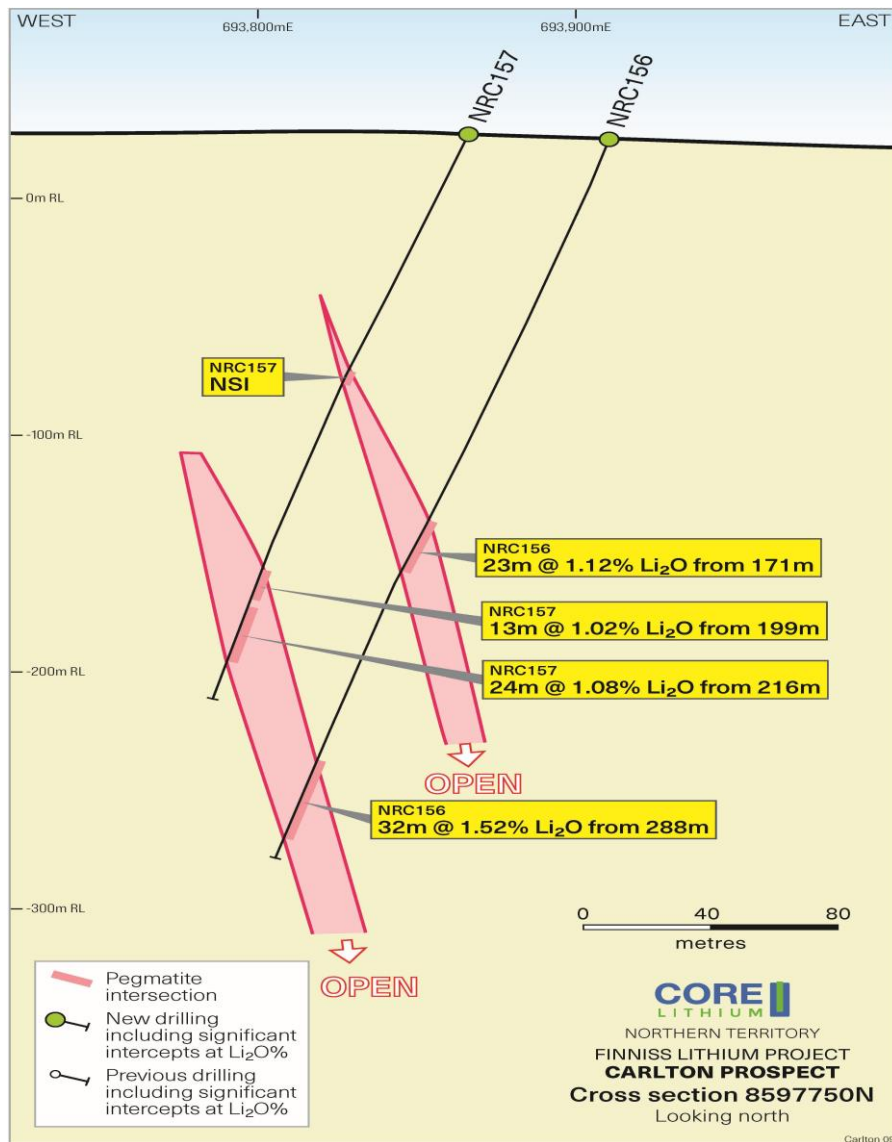 WEST
693,800mE
693,900mE
EAST
NRC157
NRC156
0m RL
NRC157
NSI
-100m RL
NRC156
23m @ 1.12% Li₂O from 171m
NRC157
13m @ 1.02% Li₂O from 199m
NRC157
24m @ 1.08% Li₂O from 216m
-200m RL
OPEN
NRC156
32m @ 1.52% Li₂O from 288m
-300m RL
0 40 80
metres
OPEN
Pegmatite
intersection
New drilling
including significant
intercepts at Li₂O%
Previous drilling
including significant
intercepts at Li₂O%
CORE
LITHIUM
NORTHERN TERRITORY
FINNISS LITHIUM PROJECT
CARLTON PROSPECT
Cross section 8597750N
Looking north
Carlton